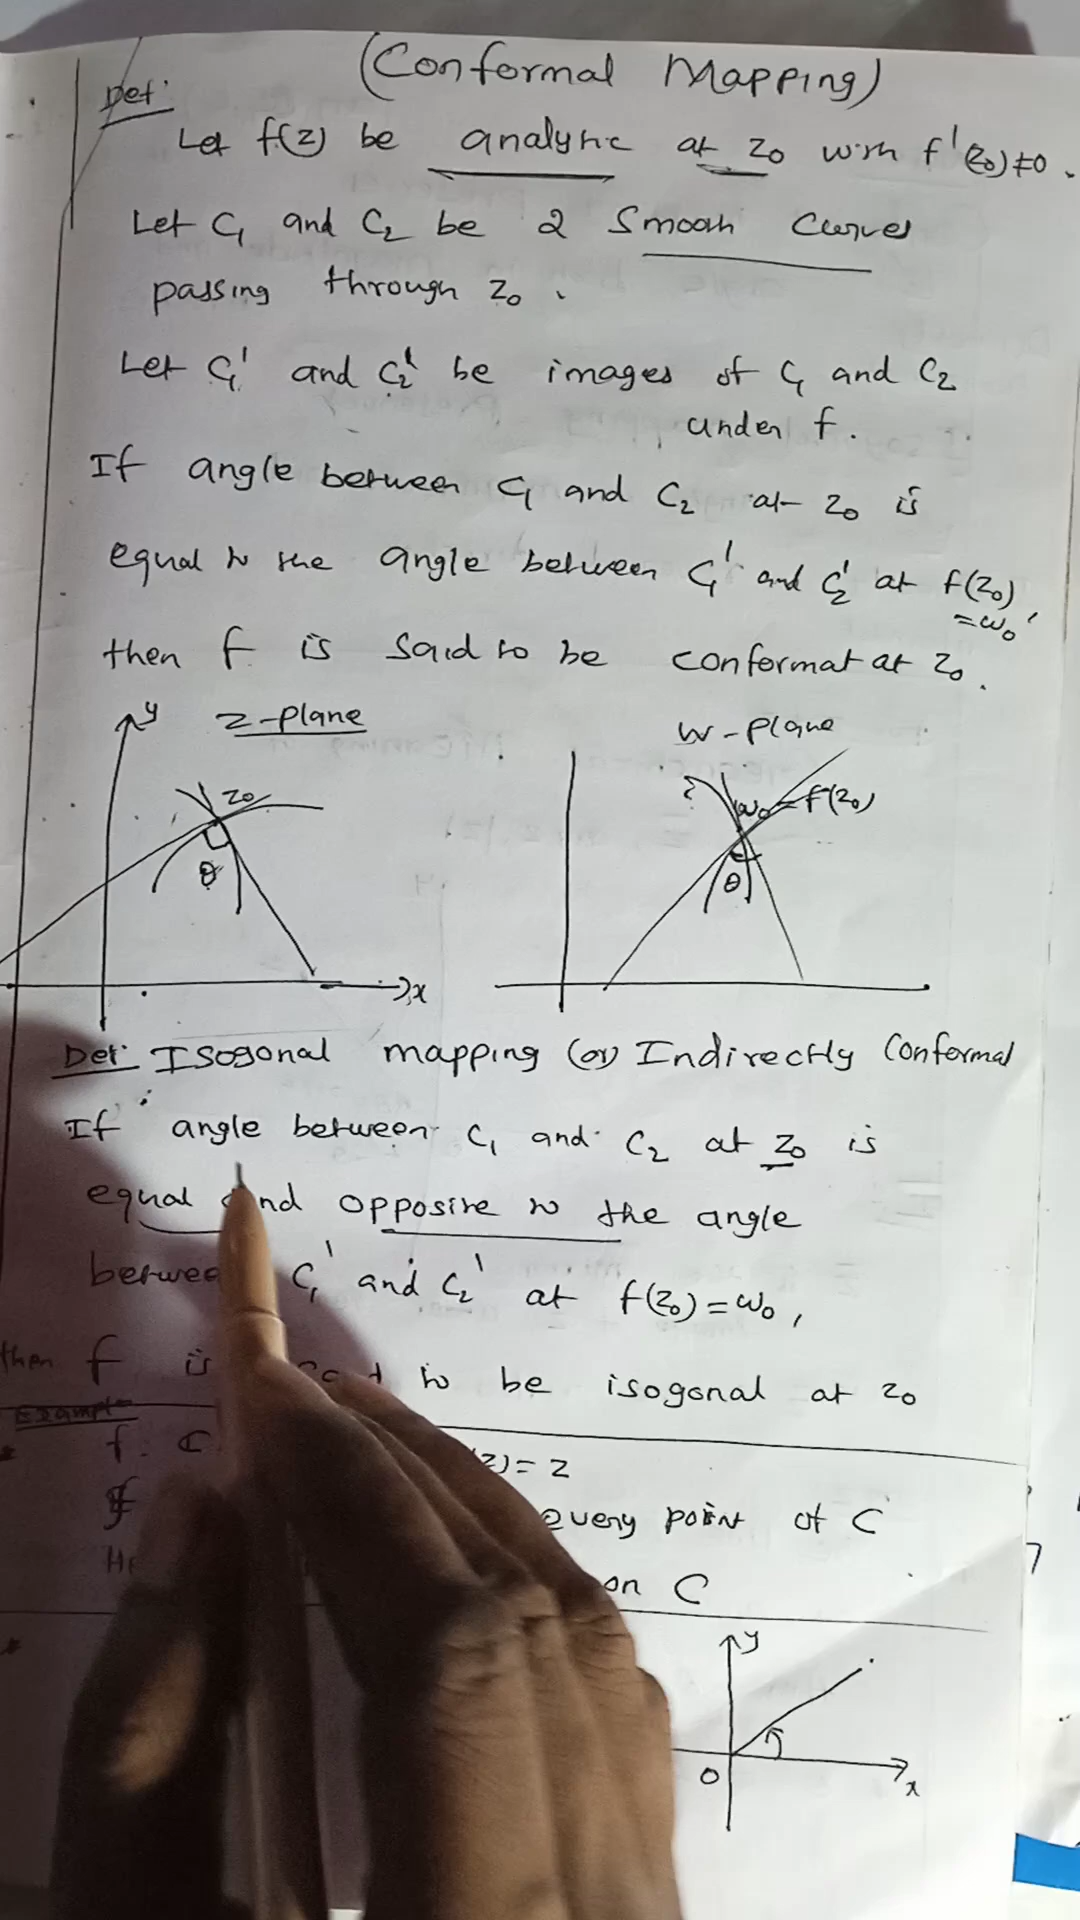 (Conformal Mapping)
Def:
Let f(z) be analytic at z₀ with f'(z₀)≠0.
Let C₁ and C₂ be 2 Smooth Curves
passing through z₀.
Let C₁' and C₂' be images of C₁ and C₂
under f.
If angle between C₁ and C₂ at z₀ is
equal to the angle between C₁' and C₂' at f(z₀)
=w₀,
then f is said to be conformal at z₀.
y z-plane
w-plane
z₀
w₀=f(z₀)
θ
θ
x
Def: Isogonal mapping (or) Indirectly Conformal
If angle between C₁ and C₂ at z₀ is
equal and opposite to the angle
between C₁' and C₂' at f(z₀)=w₀,
then f is to be isogonal at z₀
Example
f: C z)= z
every point of C
on C
y
O
x